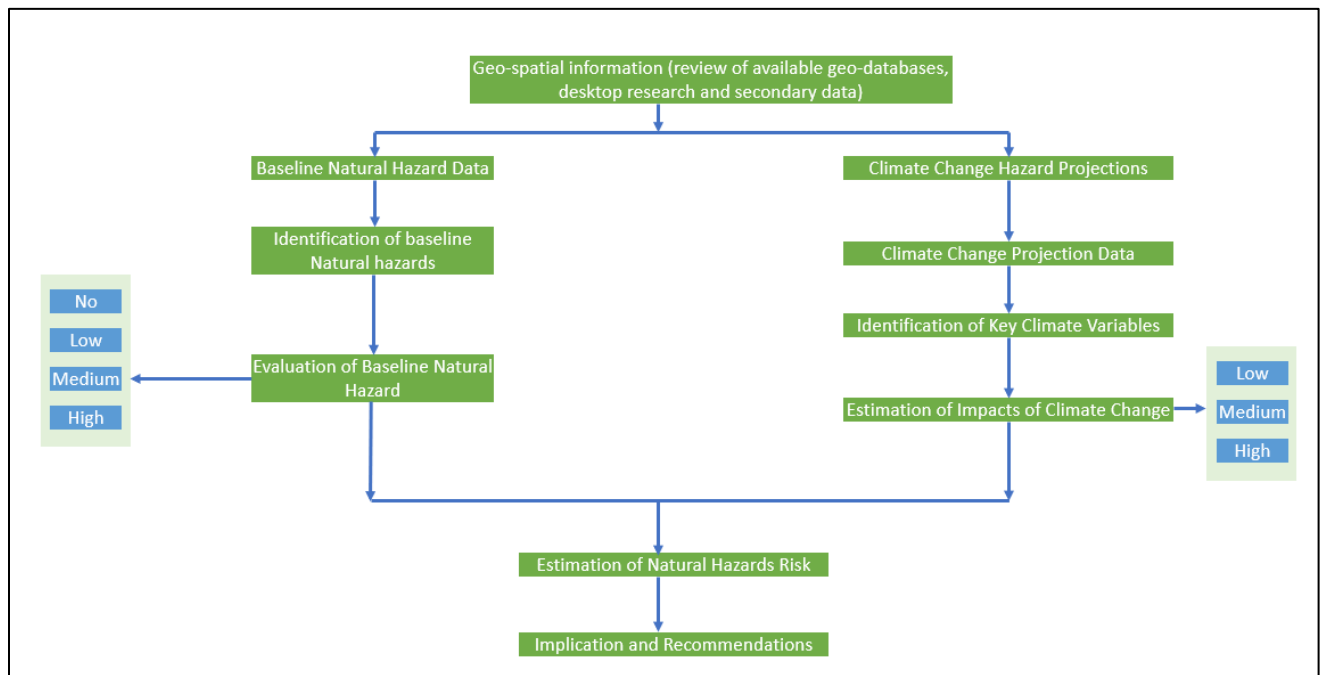 Geo-spatial information (review of available geo-databases,
desktop research and secondary data)
Baseline Natural Hazard Data
Climate Change Hazard Projections
Identification of baseline
Natural hazards
Climate Change Projection Data
No
Low
Medium
High
Identification of Key Climate Variables
Evaluation of Baseline Natural
Hazard
Estimation of Impacts of Climate Change
Low
Medium
High
Estimation of Natural Hazards Risk
Implication and Recommendations